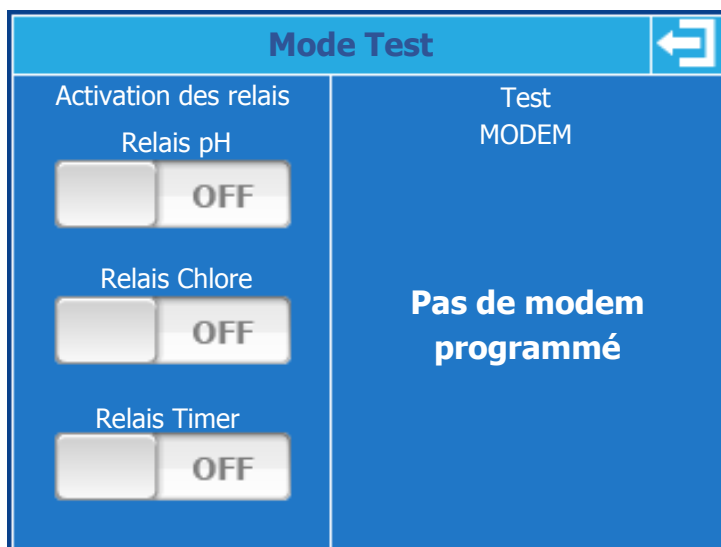 Mode Test
Activation des relais
Relais pH
OFF
Relais Chlore
OFF
Relais Timer
OFF
Test
MODEM
Pas de modem
programmé